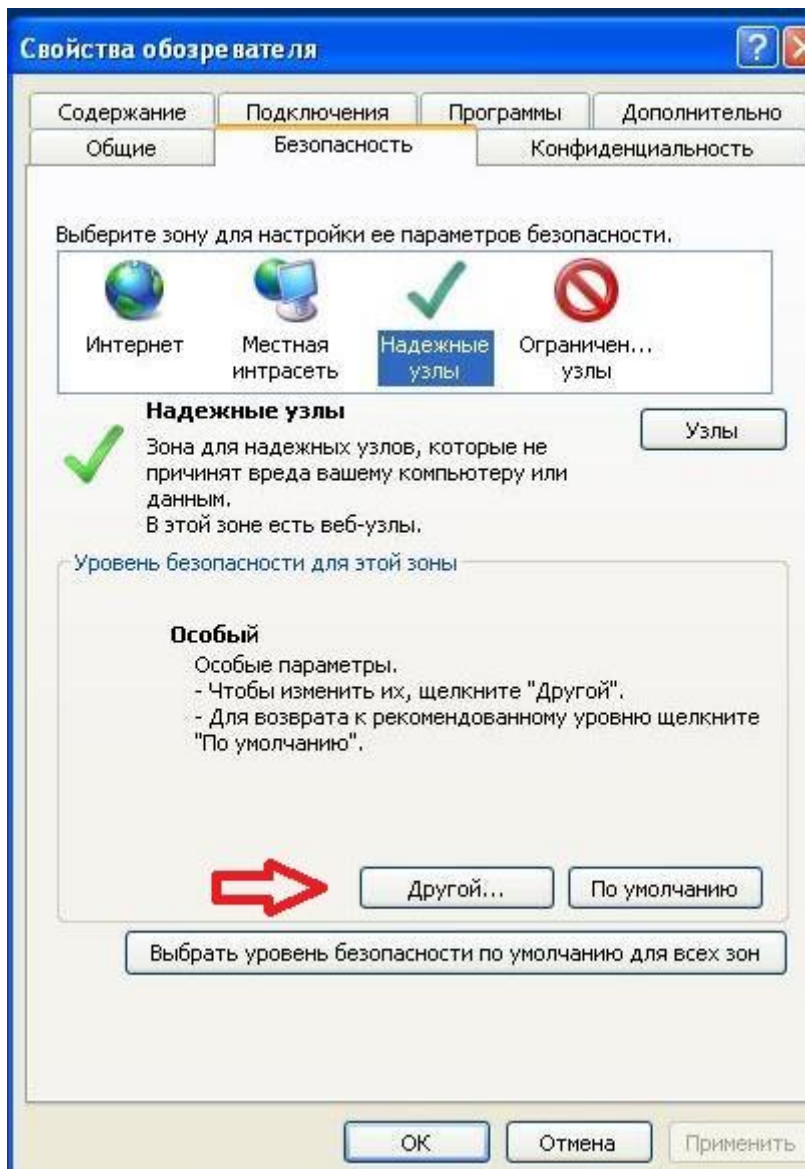 Свойства обозревателя
Содержание Подключения Программы Дополнительно
Общие Безопасность Конфиденциальность
Выберите зону для настройки ее параметров безопасности.
Интернет Местная интрасеть Надежные узлы Ограничен... узлы
Надежные узлы
Узлы
Зона для надежных узлов, которые не
причинят вреда вашему компьютеру или
данным.
В этой зоне есть веб-узлы.
Уровень безопасности для этой зоны
Особый
Особые параметры.
- Чтобы изменить их, щелкните "Другой".
- Для возврата к рекомендованному уровню щелкните
"По умолчанию".
Другой... По умолчанию
Выбрать уровень безопасности по умолчанию для всех зон
ОК Отмена Применить